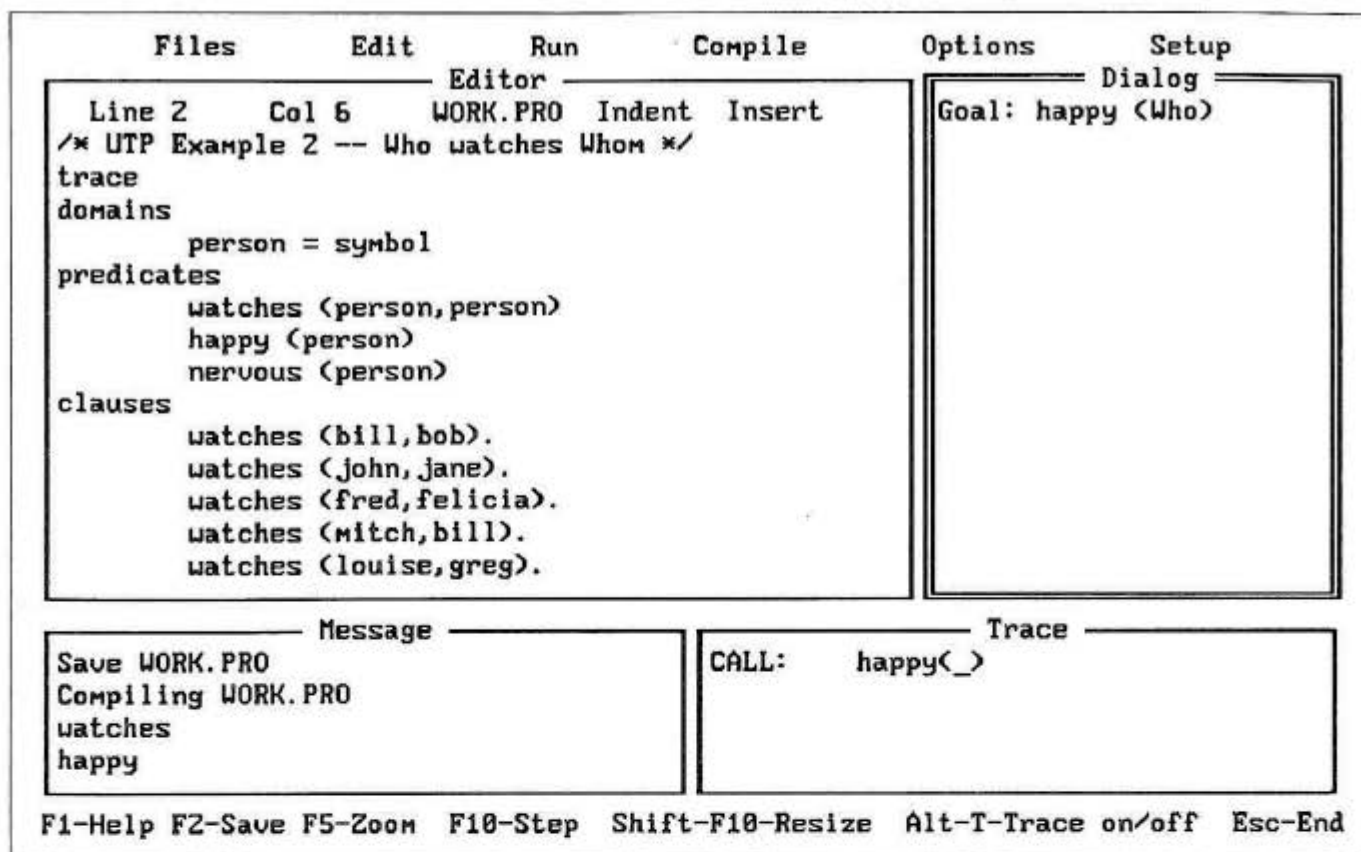 Files Edit Run Compile Options Setup
Editor
Line 2 Col 6 WORK.PRO Indent Insert
/* UTP Example 2 -- Who watches Whom */
trace
domains
person = symbol
predicates
watches (person,person)
happy (person)
nervous (person)
clauses
watches (bill,bob).
watches (john,jane).
watches (fred,felicia).
watches (mitch,bill).
watches (louise,greg).
Dialog
Goal: happy (Who)
Message
Save WORK.PRO
Compiling WORK.PRO
watches
happy
Trace
CALL: happy(_)
F1-Help F2-Save F5-Zoom F10-Step Shift-F10-Resize Alt-T-Trace on/off Esc-End